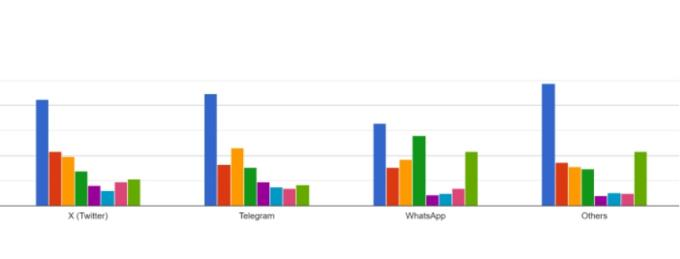 X (Twitter)
Telegram
WhatsApp
Others